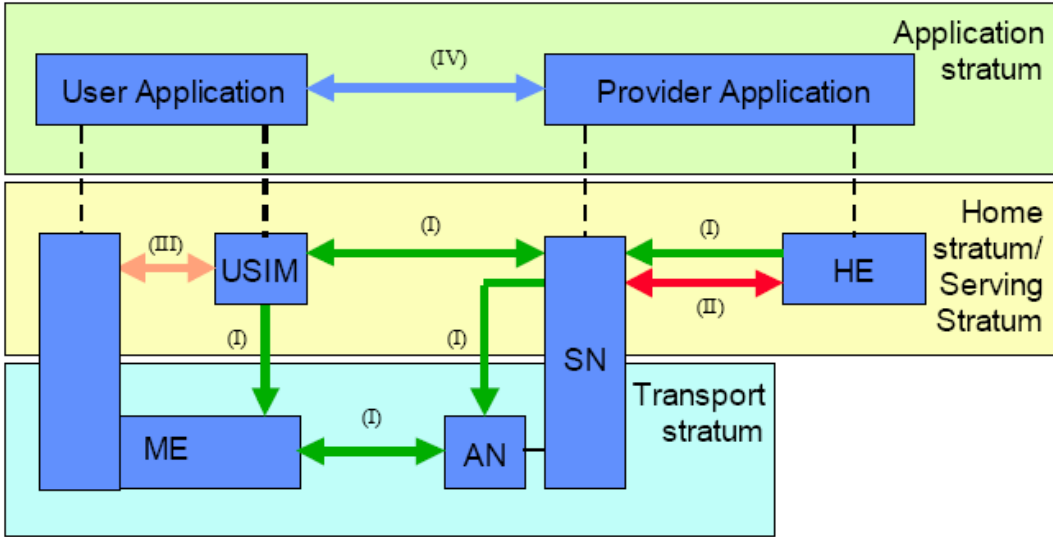 Application
stratum
(IV)
User Application
Provider Application
Home
stratum/
Serving
Stratum
(III)
USIM
(I)
(I)
HE
(II)
(I)
(I)
SN
Transport
stratum
ME
(I)
AN